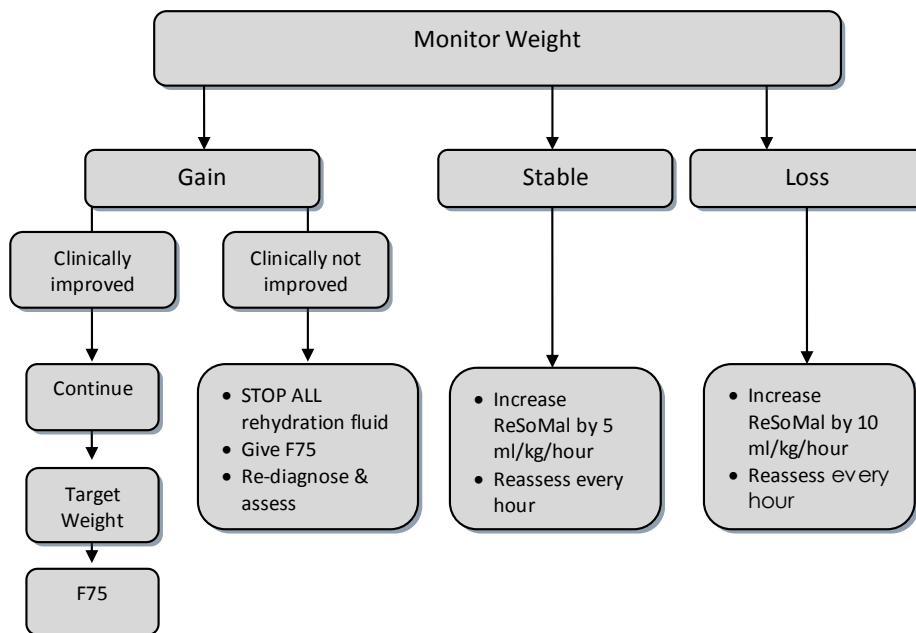 Monitor Weight
Gain
Stable
Loss
Clinically
improved
Clinically not
improved
Continue
Target
Weight
F75
• STOP ALL
rehydration fluid
• Give F75
• Re-diagnose &
assess
• Increase
ReSoMal by 5
ml/kg/hour
• Reassess every
hour
• Increase
ReSoMal by 10
ml/kg/hour
• Reassess every
hour